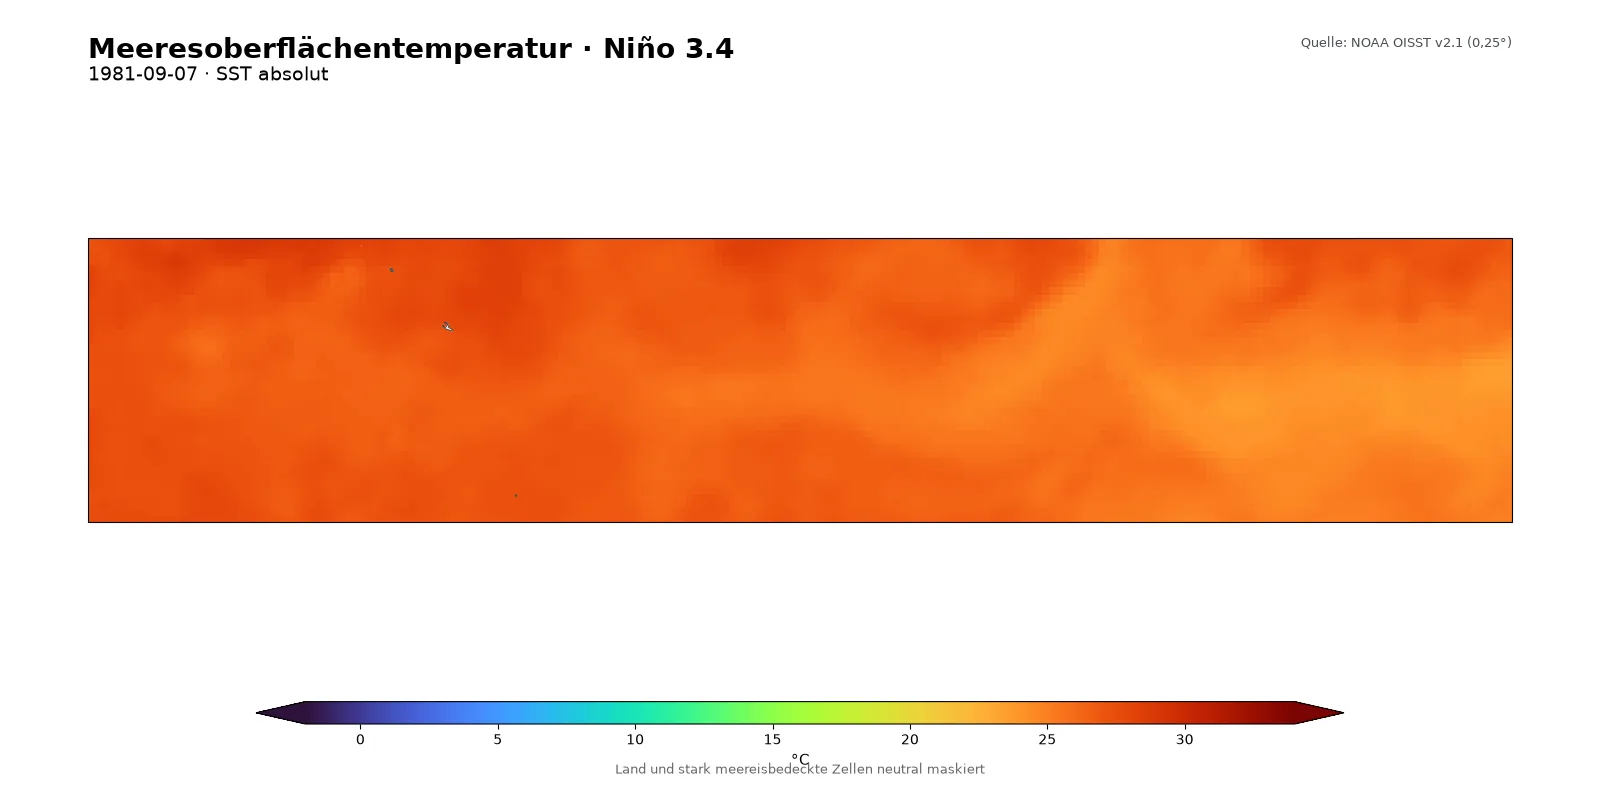 Meeresoberflächentemperatur · Niño 3.4
Quelle: NOAA OISST v2.1 (0,25°)
1981-09-07 · SST absolut
0 5 10 15 20 25 30
°C
Land und stark meereisbedeckte Zellen neutral maskiert